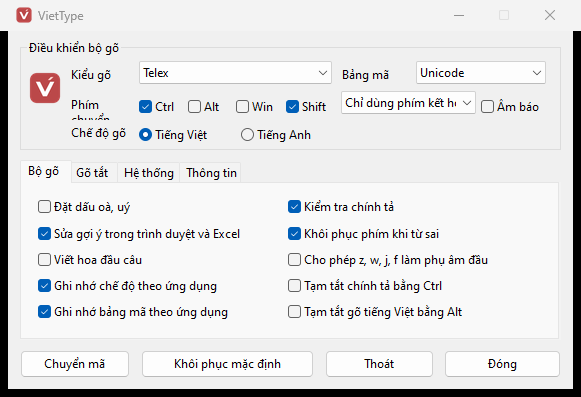 VietType
Điều khiển bộ gõ
Kiểu gõ Telex Bảng mã Unicode
Phím chuyển Ctrl Alt Win Shift Chỉ dùng phím kết hợ Âm báo
Chế độ gõ Tiếng Việt Tiếng Anh
Bộ gõ Gõ tắt Hệ thống Thông tin
Đặt dấu oà, uý Kiểm tra chính tả
Sửa gợi ý trong trình duyệt và Excel Khôi phục phím khi từ sai
Viết hoa đầu câu Cho phép z, w, j, f làm phụ âm đầu
Ghi nhớ chế độ theo ứng dụng Tạm tắt chính tả bằng Ctrl
Ghi nhớ bảng mã theo ứng dụng Tạm tắt gõ tiếng Việt bằng Alt
Chuyển mã Khôi phục mặc định Thoát Đóng